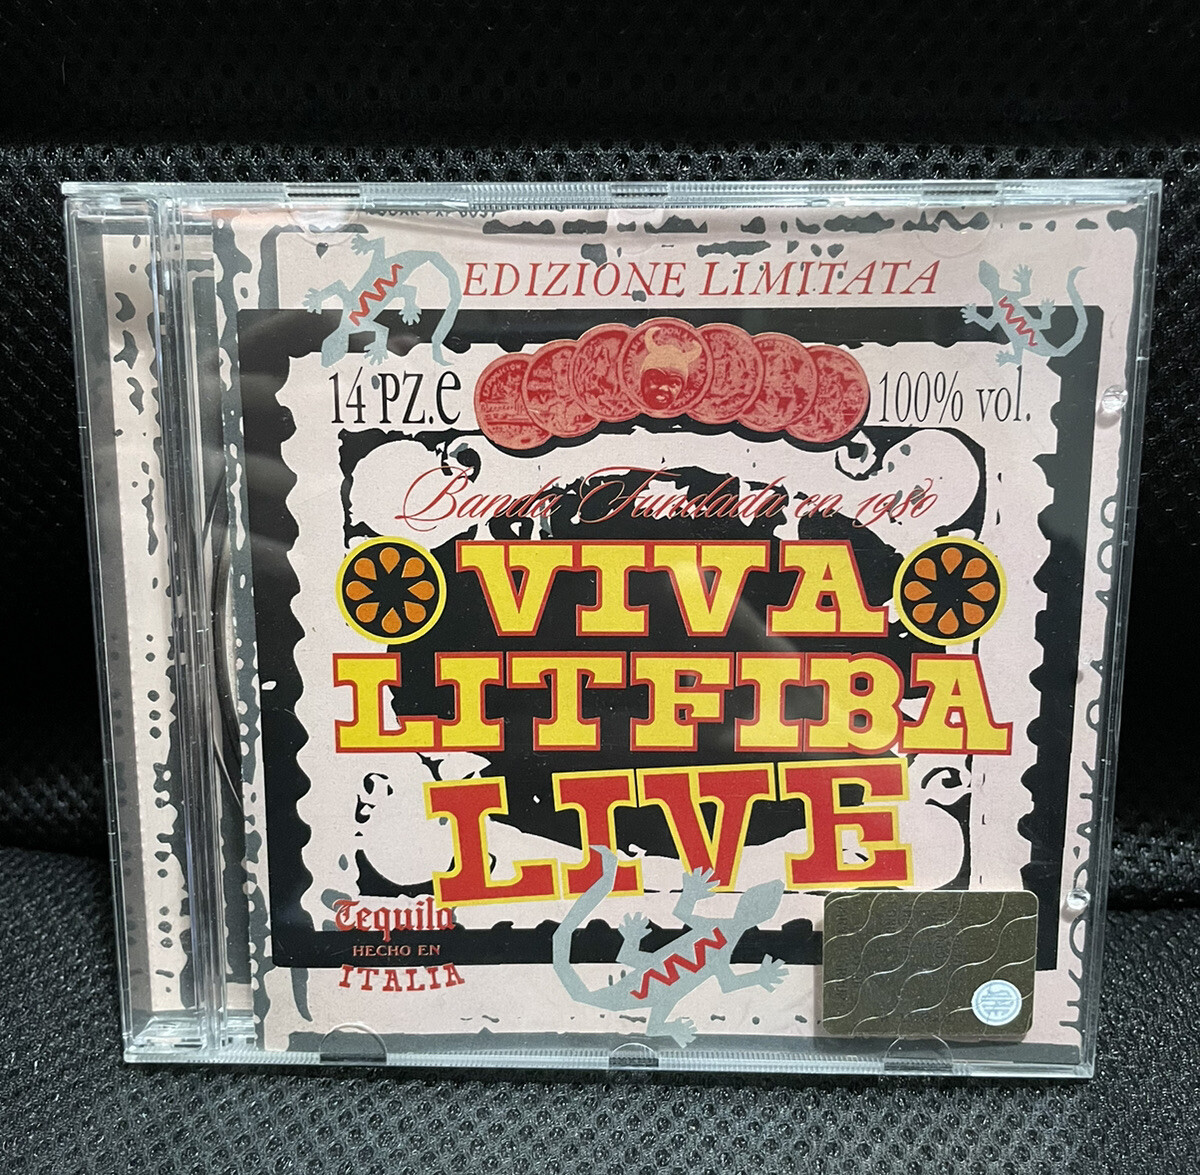 EDIZIONE LIMITATA
14 PZ.e
100% vol.
Banda Fundada en 1980
VIVA
LITFIBA
LIVE
Tequila
HECHO EN
ITALIA